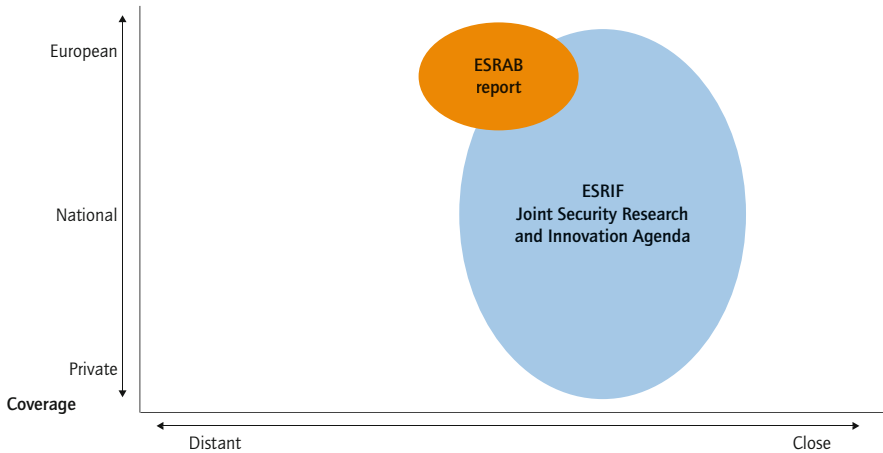 European
ESRAB
report
ESRIF
National
Joint Security Research
and Innovation Agenda
Private
Coverage
Distant
Close